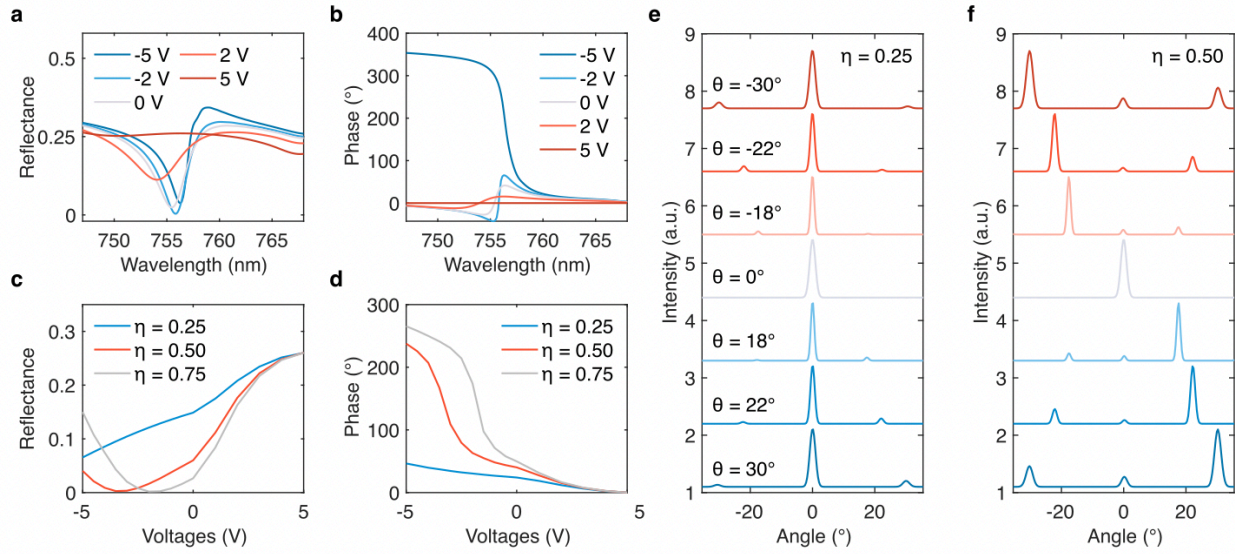 a
0.5
0.25
0
Reflectance
-5 V
2 V
-2 V
5 V
0 V
750
755
760
765
Wavelength (nm)
b
400
300
200
100
0
Phase (°)
-5 V
-2 V
0 V
2 V
5 V
750
755
760
765
Wavelength (nm)
c
0.3
0.2
0.1
0
Reflectance
η = 0.25
η = 0.50
η = 0.75
-5
0
5
Voltages (V)
d
300
200
100
0
Phase (°)
η = 0.25
η = 0.50
η = 0.75
-5
0
5
Voltages (V)
e
9
8
7
6
5
4
3
2
1
Intensity (a.u.)
η = 0.25
θ = -30°
θ = -22°
θ = -18°
θ = 0°
θ = 18°
θ = 22°
θ = 30°
-20
0
20
Angle (°)
f
9
8
7
6
5
4
3
2
1
Intensity (a.u.)
η = 0.50
-20
0
20
Angle (°)